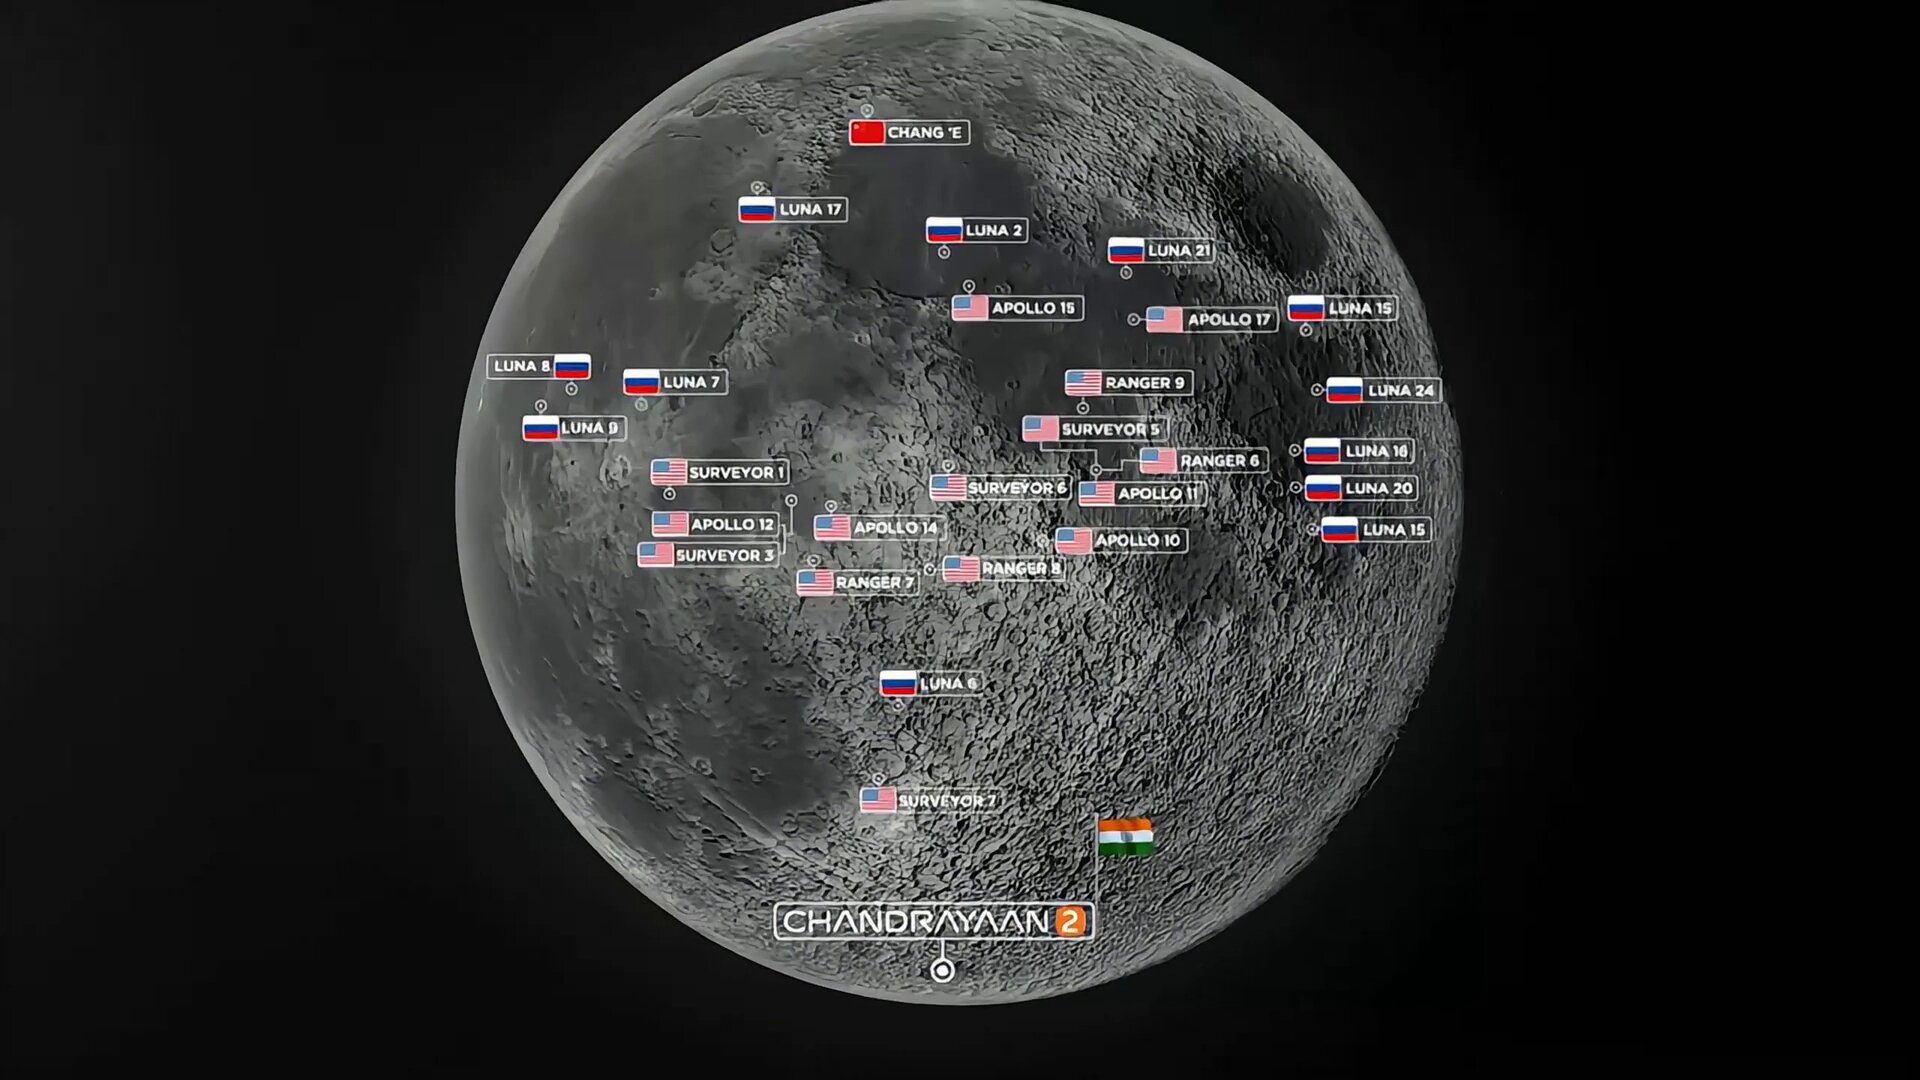 CHANG 'E
LUNA 17
LUNA 2
LUNA 21
APOLLO 15
APOLLO 17
LUNA 15
LUNA 8
LUNA 7
RANGER 9
LUNA 24
LUNA 9
SURVEYOR 5
LUNA 16
RANGER 6
SURVEYOR 1
SURVEYOR 6
APOLLO 11
LUNA 20
APOLLO 12
APOLLO 14
LUNA 15
APOLLO 10
SURVEYOR 3
RANGER 8
RANGER 7
LUNA 6
SURVEYOR 7
CHANDRAYAAN 2